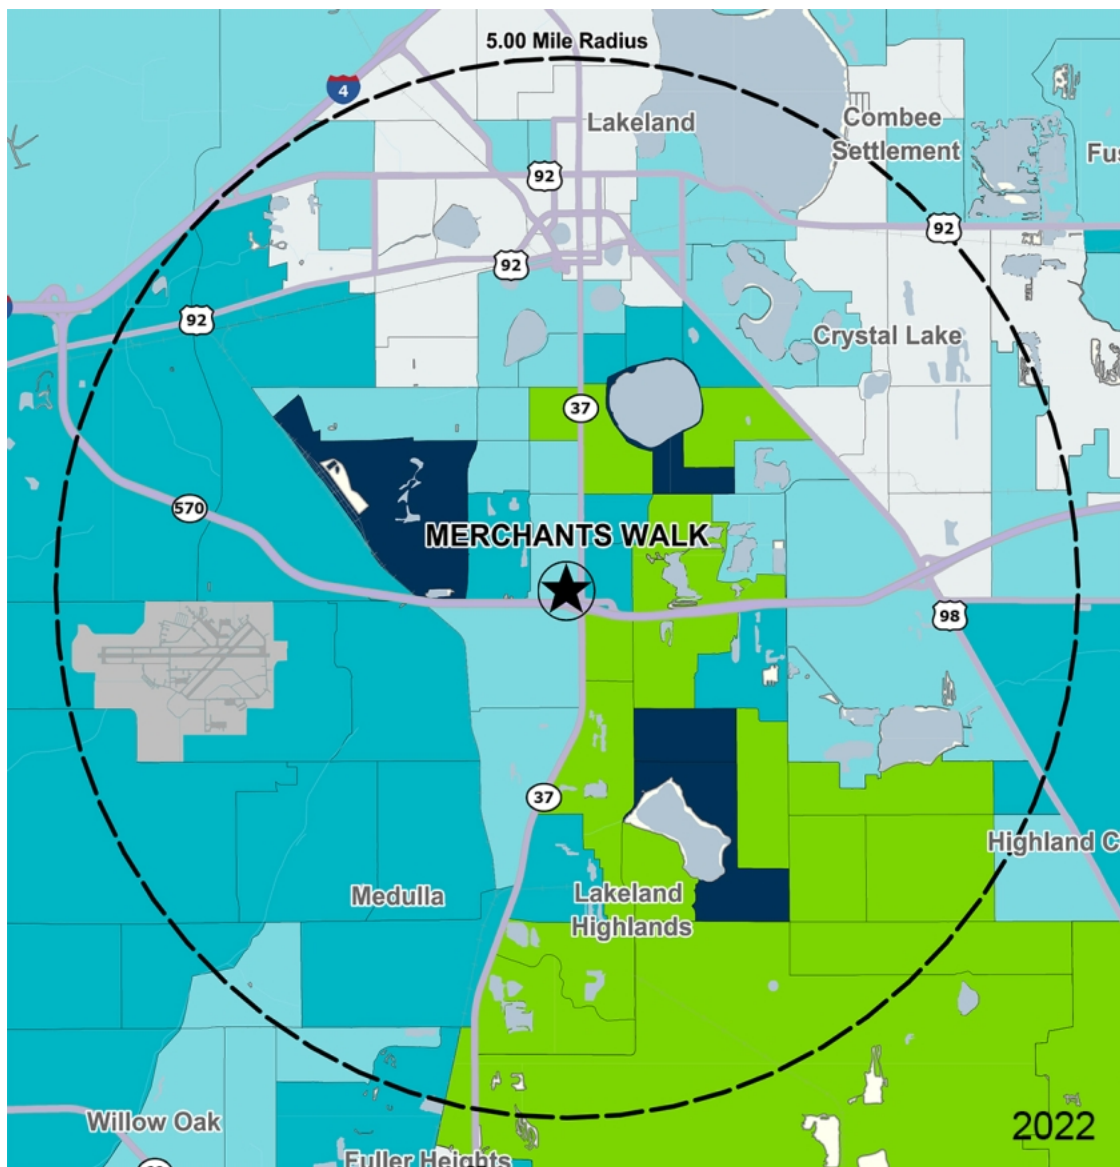 5.00 Mile Radius
4
Lakeland
Combee
Settlement
Fus
92
92
92
92
Crystal Lake
37
570
MERCHANTS WALK
98
37
Highland C
Medulla
Lakeland
Highlands
Willow Oak
2022
Fuller Heights